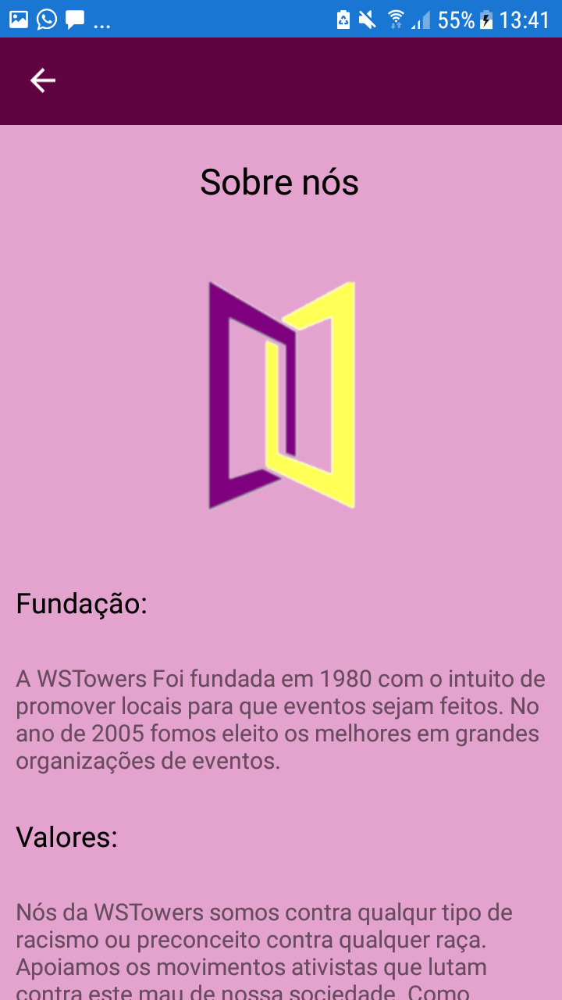 ... 55% 13:41
Sobre nós
Fundação:
A WSTowers Foi fundada em 1980 com o intuito de
promover locais para que eventos sejam feitos. No
ano de 2005 fomos eleito os melhores em grandes
organizações de eventos.
Valores:
Nós da WSTowers somos contra qualqur tipo de
racismo ou preconceito contra qualquer raça.
Apoiamos os movimentos ativistas que lutam
contra este mau de nossa sociedade. Como